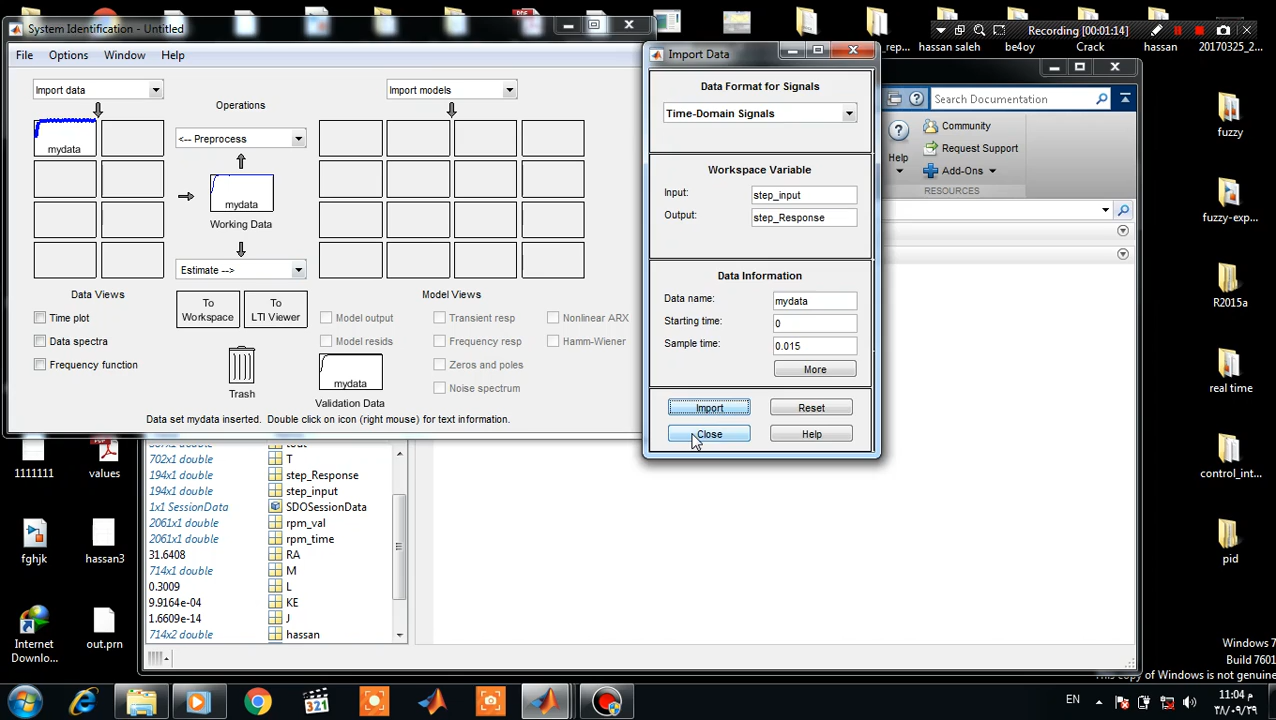 System Identification - Untitled
File Options Window Help
Import data
Import models
Operations
<-- Preprocess
mydata
mydata
Working Data
Estimate -->
Data Views
Model Views
To
Workspace
To
LTI Viewer
Time plot
Data spectra
Frequency function
Model output
Model resids
Transient resp
Frequency resp
Zeros and poles
Noise spectrum
Nonlinear ARX
Hamm-Wiener
mydata
Trash
Validation Data
Data set mydata inserted. Double click on icon (right mouse) for text information.
Import Data
Data Format for Signals
Time-Domain Signals
Workspace Variable
Input: step_input
Output: step_Response
Data Information
Data name: mydata
Starting time: 0
Sample time: 0.015
More
Import Reset
Close Help
Recording [00:01:14]
hassan saleh
be4oy
Crack
hassan
20170325_2...
Search Documentation
Help
Community
Request Support
Add-Ons
RESOURCES
fuzzy
fuzzy-exp...
R2015a
real time
control_int...
pid
1111111
values
fghjk
hassan3
Internet
Downlo...
out.prn
702x1 double T
194x1 double step_Response
194x1 double step_input
1x1 SessionData SDOSessionData
2061x1 double rpm_val
2061x1 double rpm_time
31.6408 RA
714x1 double M
0.3009 L
9.9164e-04 KE
1.6609e-14 J
714x2 double hassan
Windows 7
Build 7601
This copy of Windows is not genuine
321
EN
11:04 م
٣٨/٠٩/٢٩